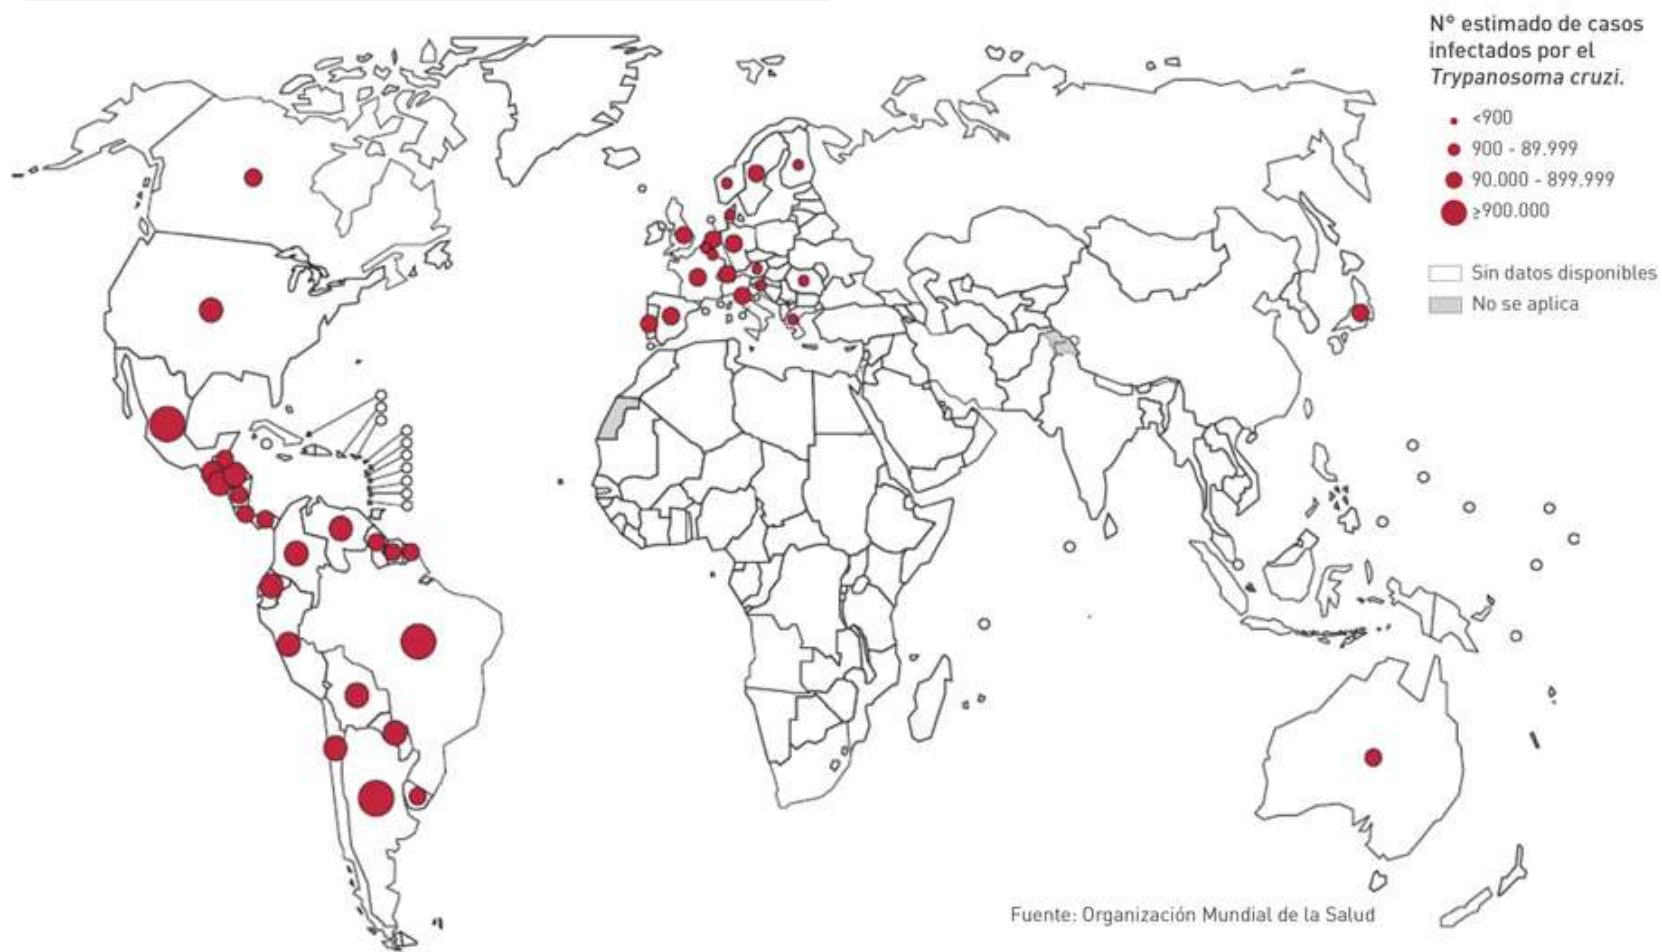 N° estimado de casos
infectados por el
Trypanosoma cruzi.
<900
900 - 89.999
90.000 - 899.999
≥900.000
Sin datos disponibles
No se aplica
Fuente: Organización Mundial de la Salud